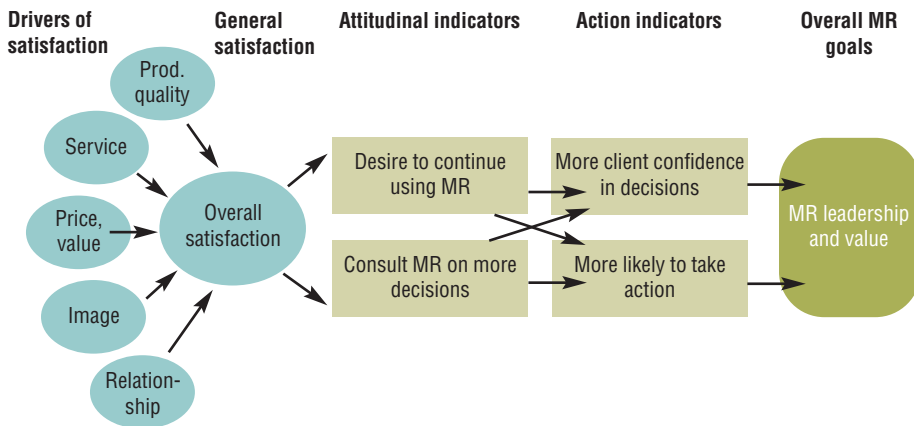 Drivers of
satisfaction
General
satisfaction
Attitudinal indicators
Action indicators
Overall MR
goals
Prod.
quality
Service
Price,
value
Image
Relation-
ship
Overall
satisfaction
Desire to continue
using MR
Consult MR on more
decisions
More client confidence
in decisions
More likely to take
action
MR leadership
and value